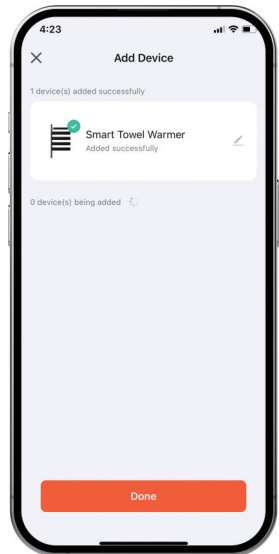 4:23
Add Device
1 device(s) added successfully
Smart Towel Warmer
Added successfully
0 device(s) being added
Done